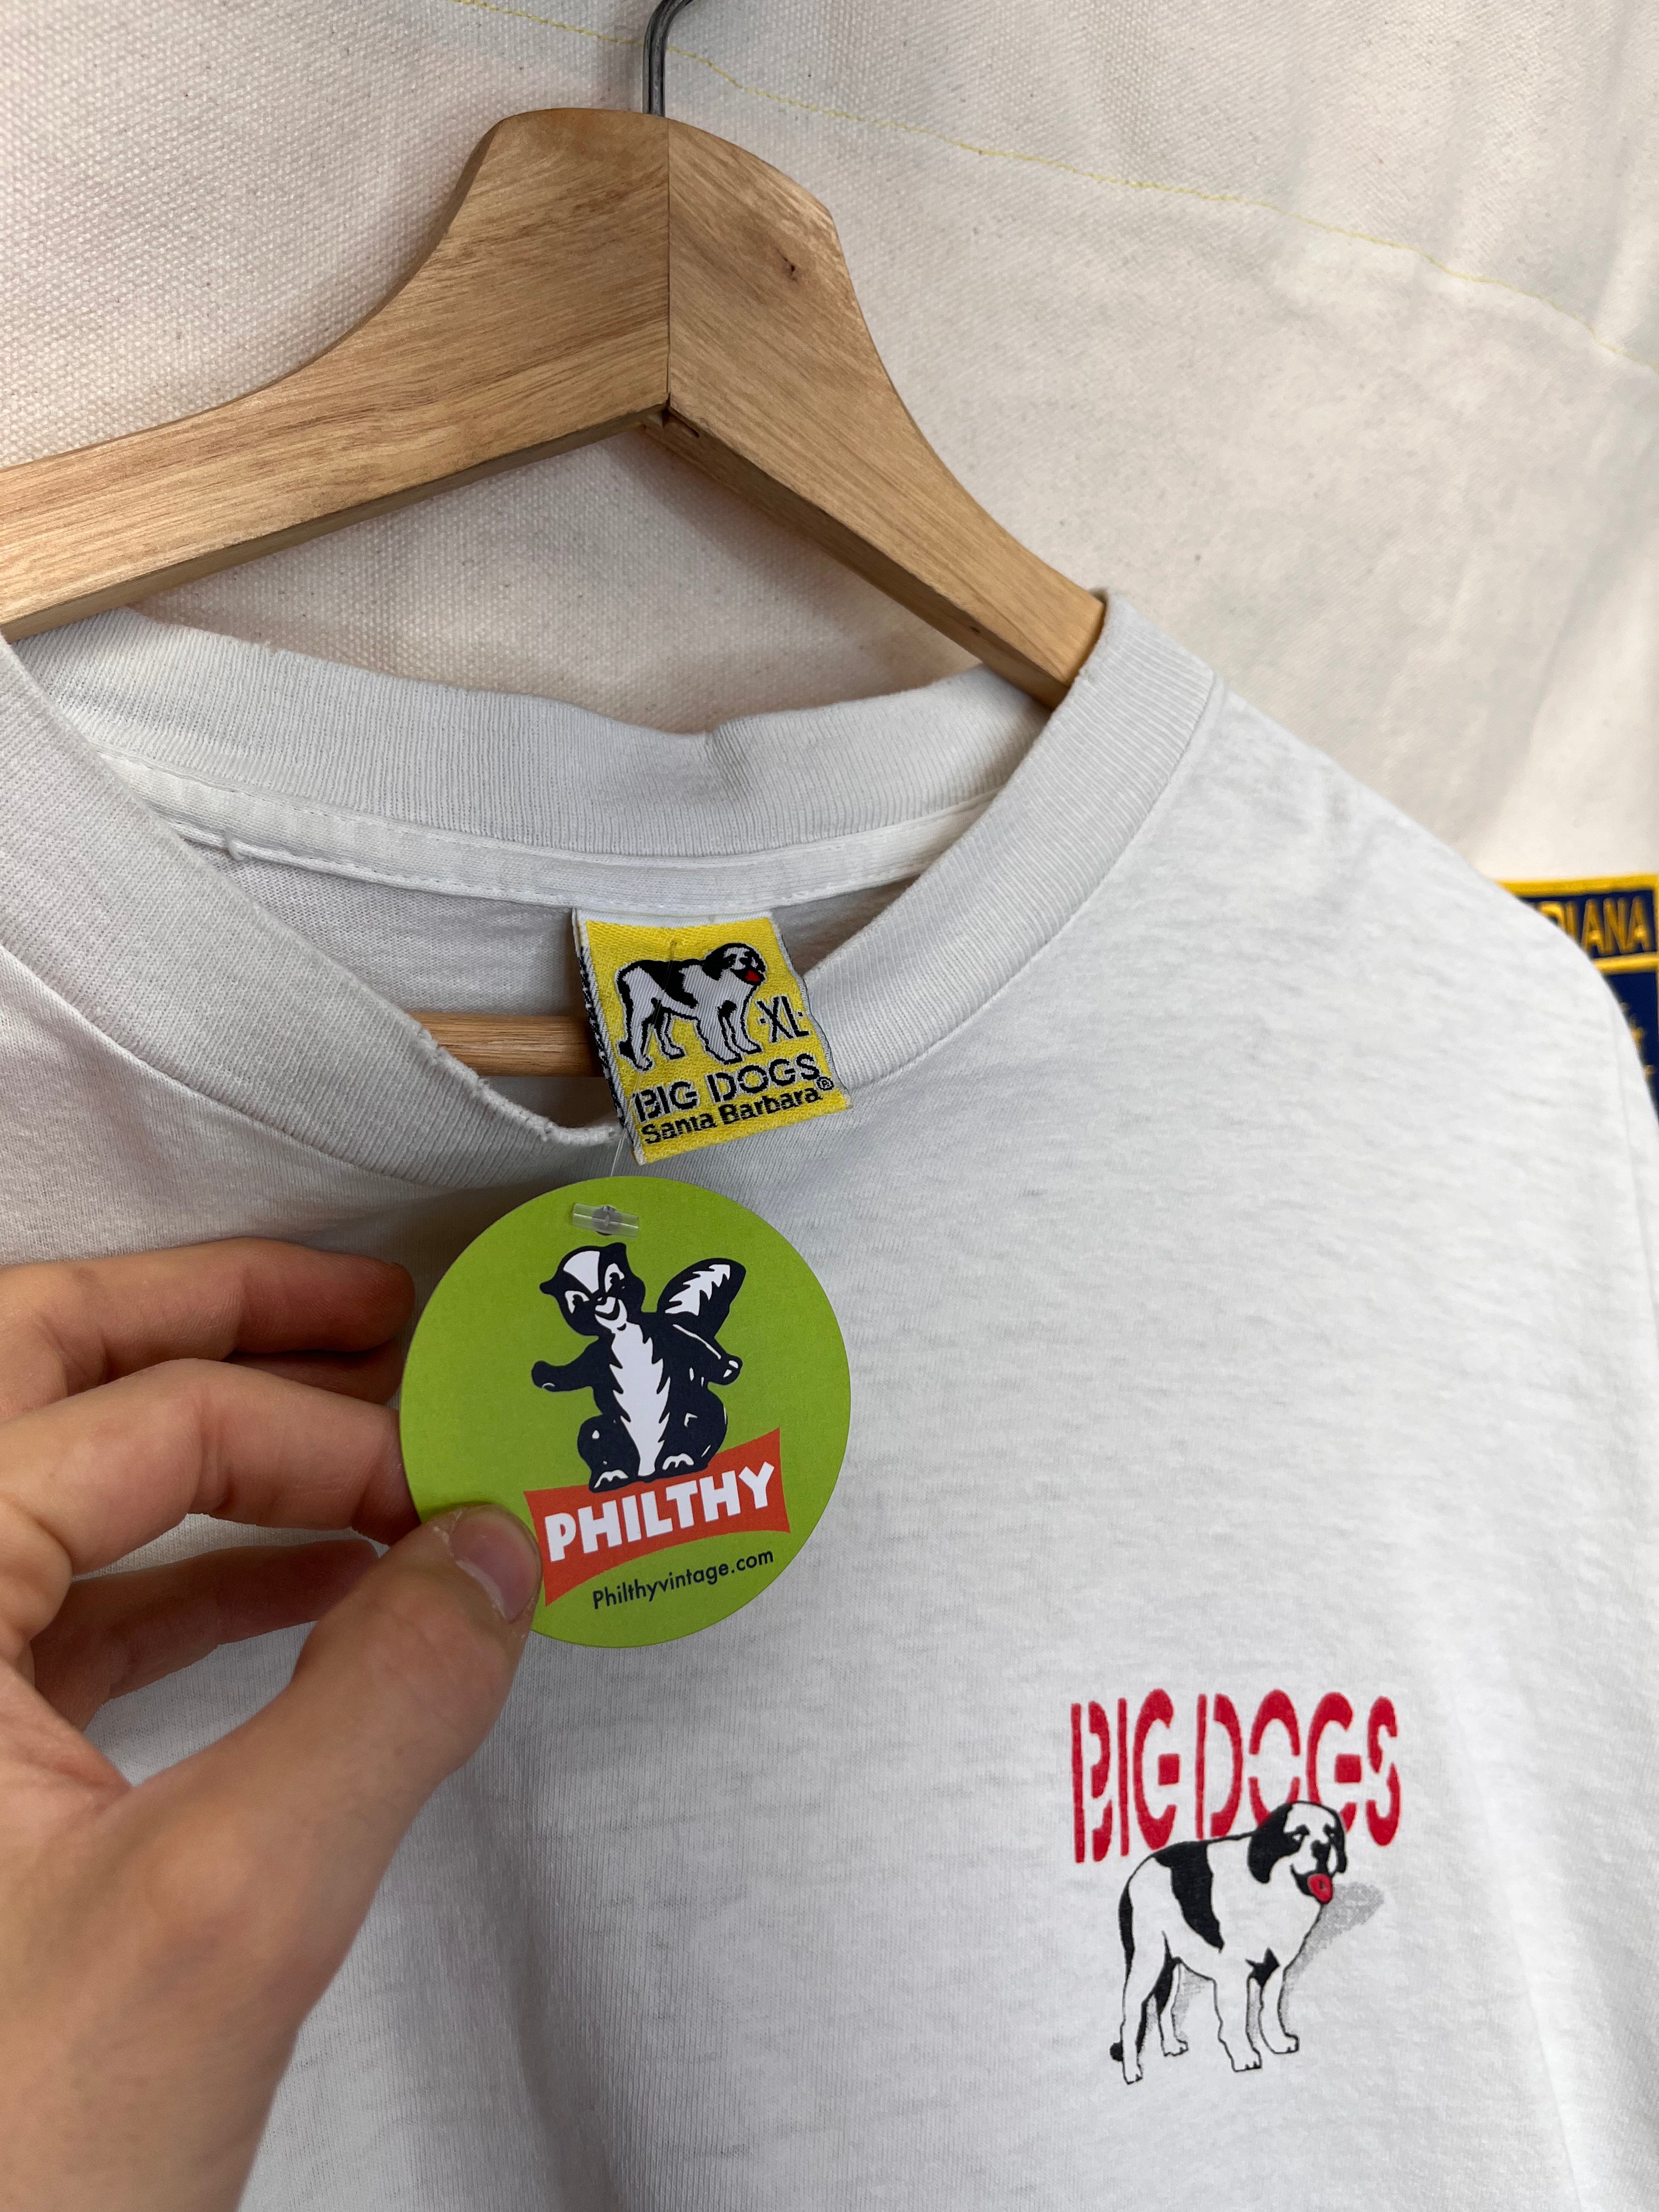 ·XL·
BIG DOGS®
Santa Barbara
PHILTHY
Philthyvintage.com
BIG DOGS